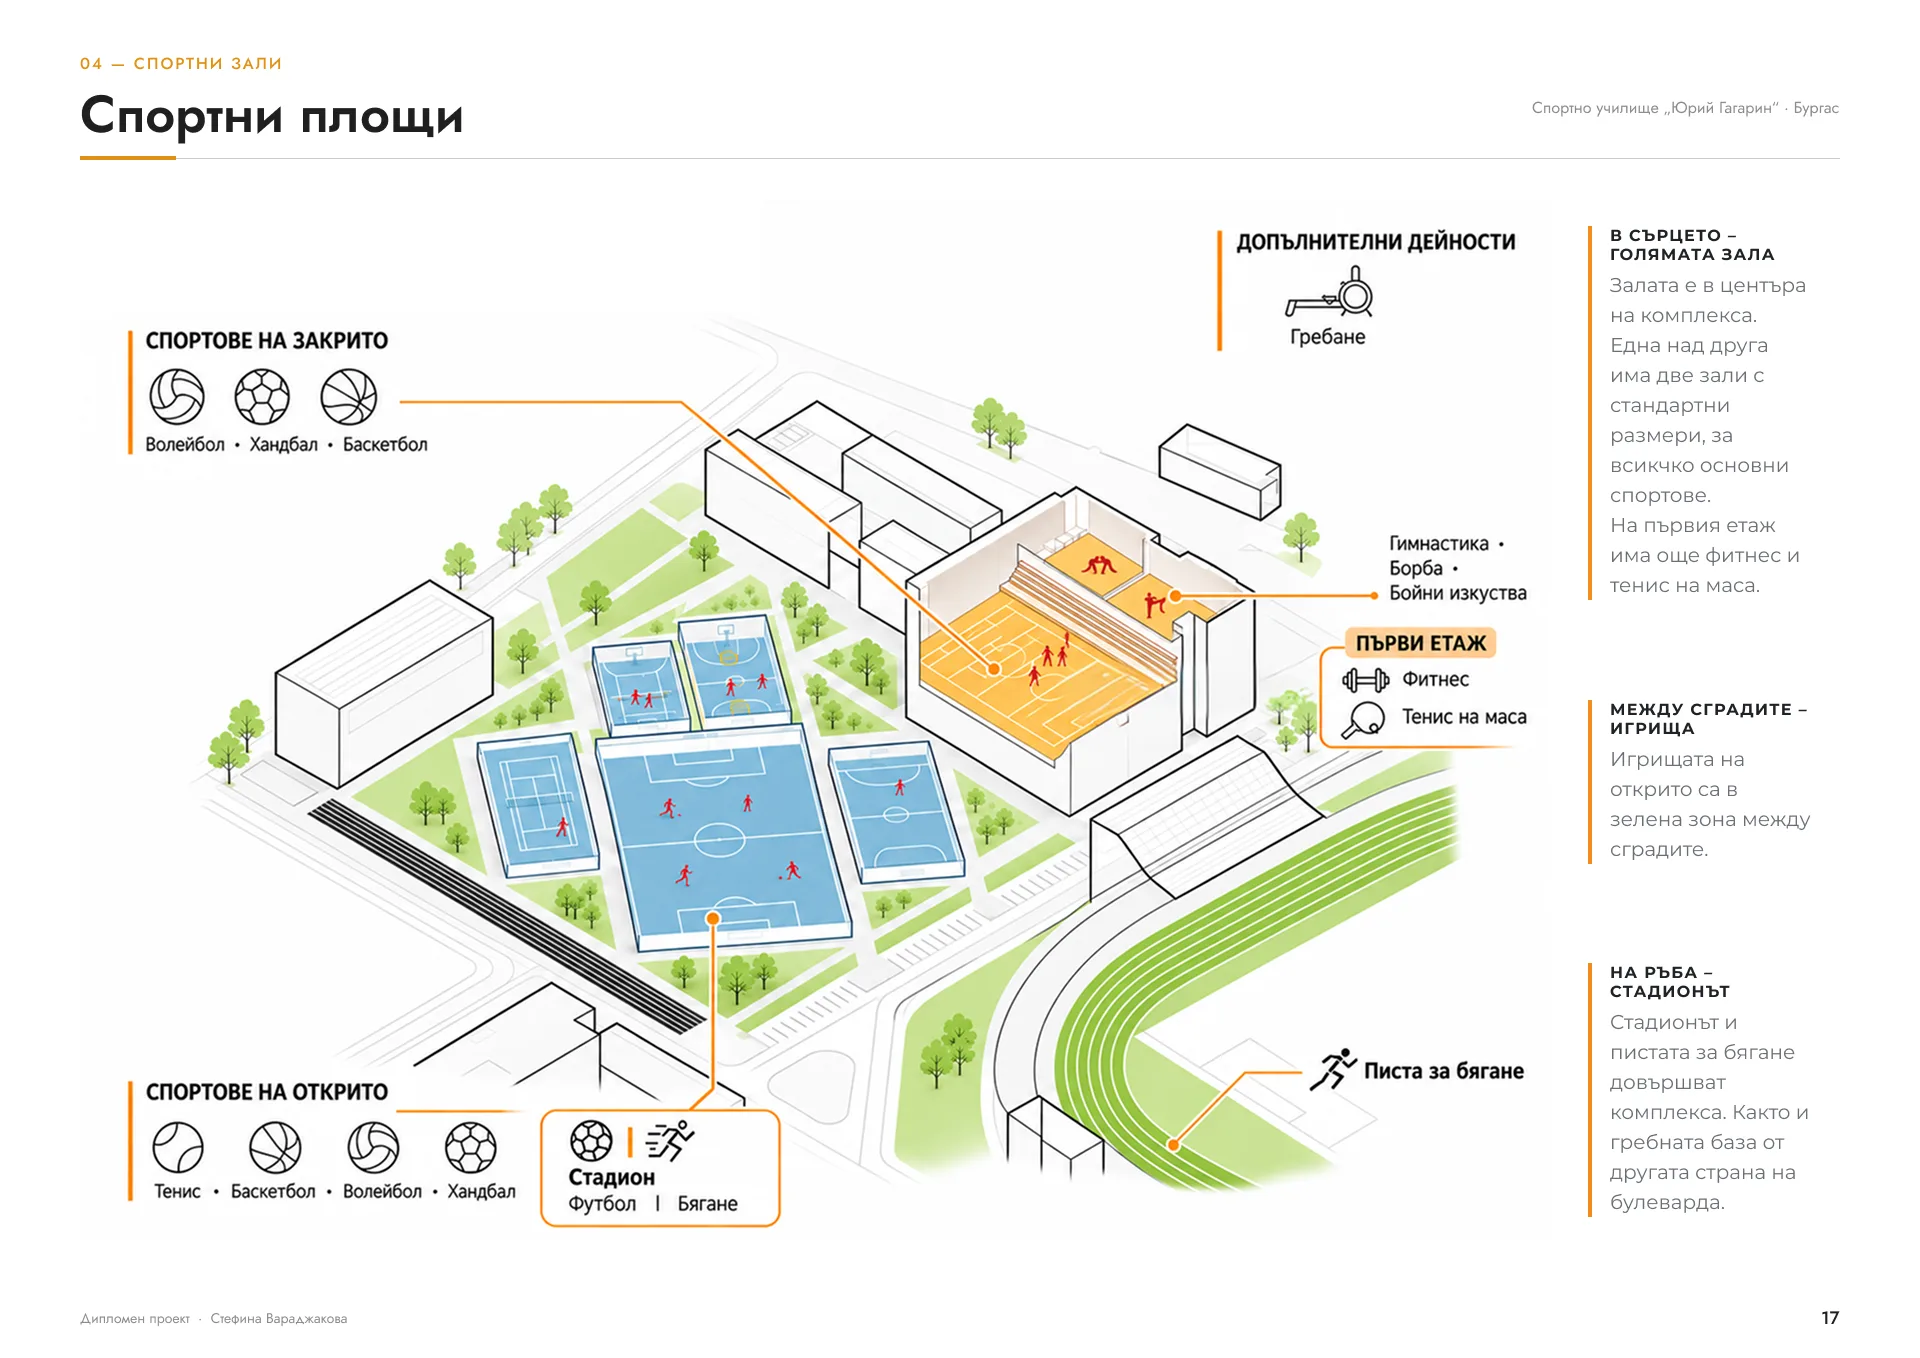 04 — СПОРТНИ ЗАЛИ
Спортни площи
Спортно училище „Юрий Гагарин“ · Бургас
ДОПЪЛНИТЕЛНИ ДЕЙНОСТИ
Гребане
СПОРТОВЕ НА ЗАКРИТО
Волейбол • Хандбал • Баскетбол
Гимнастика •
Борба •
Бойни изкуства
ПЪРВИ ЕТАЖ
Фитнес
Тенис на маса
Писта за бягане
СПОРТОВЕ НА ОТКРИТО
Тенис • Баскетбол • Волейбол • Хандбал
Стадион
Футбол | Бягане
В СЪРЦЕТО –
ГОЛЯМАТА ЗАЛА
Залата е в центъра
на комплекса.
Една над друга
има две зали с
стандартни
размери, за
всикчко основни
спортове.
На първия етаж
има още фитнес и
тенис на маса.
МЕЖДУ СГРАДИТЕ –
ИГРИЩА
Игрищата на
открито са в
зелена зона между
сградите.
НА РЪБА –
СТАДИОНЪТ
Стадионът и
пистата за бягане
довършват
комплекса. Както и
гребната база от
другата страна на
булеварда.
Дипломен проект · Стефина Вараджакова
17